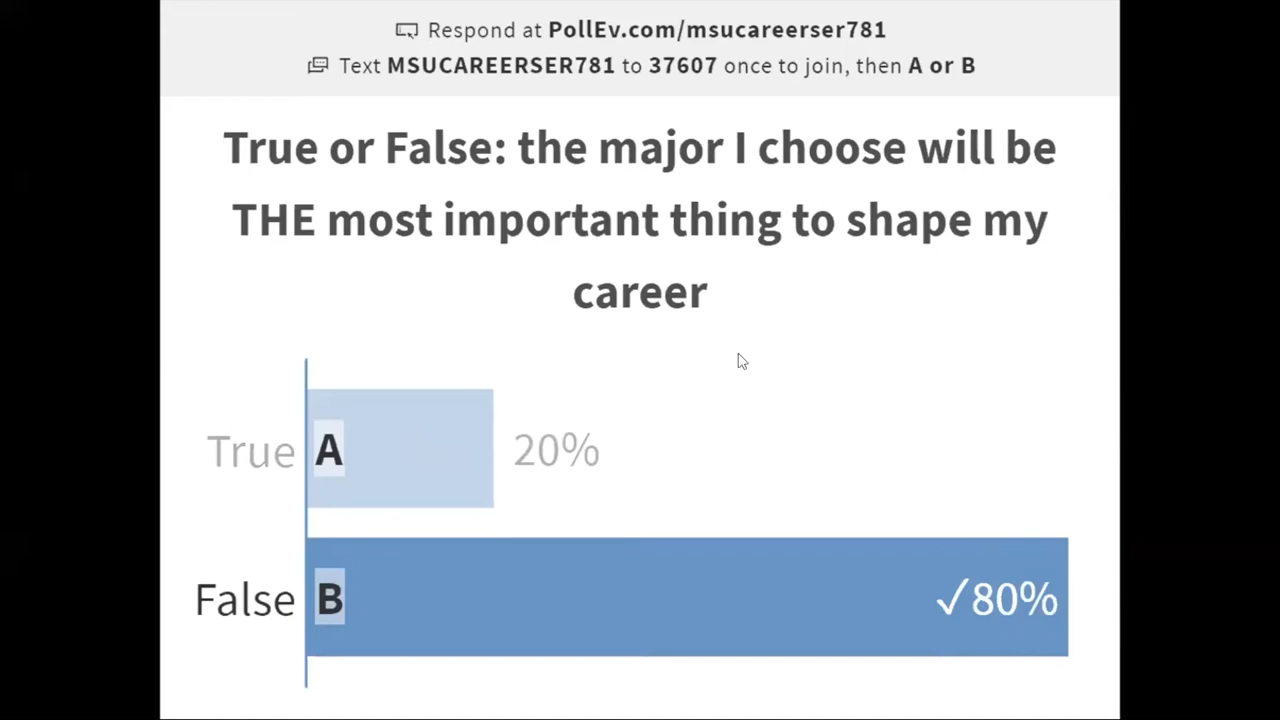 Respond at PollEv.com/msucareerser781
Text MSUCAREERSER781 to 37607 once to join, then A or B
True or False: the major I choose will be
THE most important thing to shape my
career
True A 20%
False B ✓80%